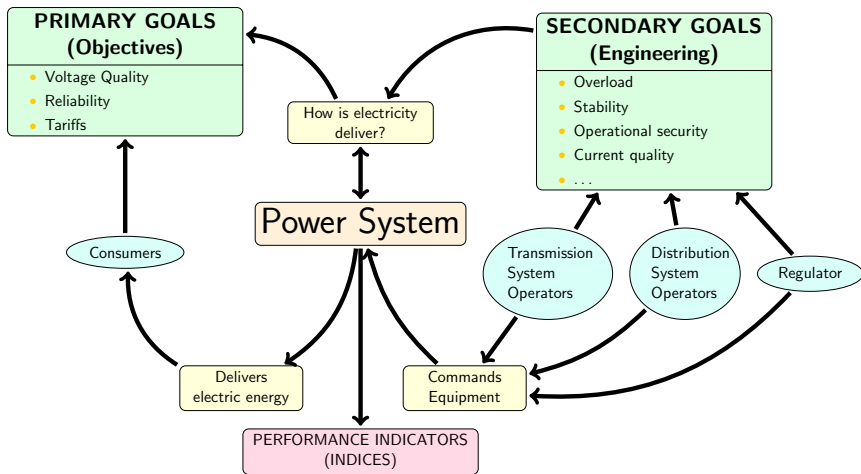 PRIMARY GOALS
(Objectives)
Voltage Quality
Reliability
Tariffs
SECONDARY GOALS
(Engineering)
Overload
Stability
Operational security
Current quality
...
How is electricity
deliver?
Power System
Consumers
Transmission
System
Operators
Distribution
System
Operators
Regulator
Delivers
electric energy
Commands
Equipment
PERFORMANCE INDICATORS
(INDICES)